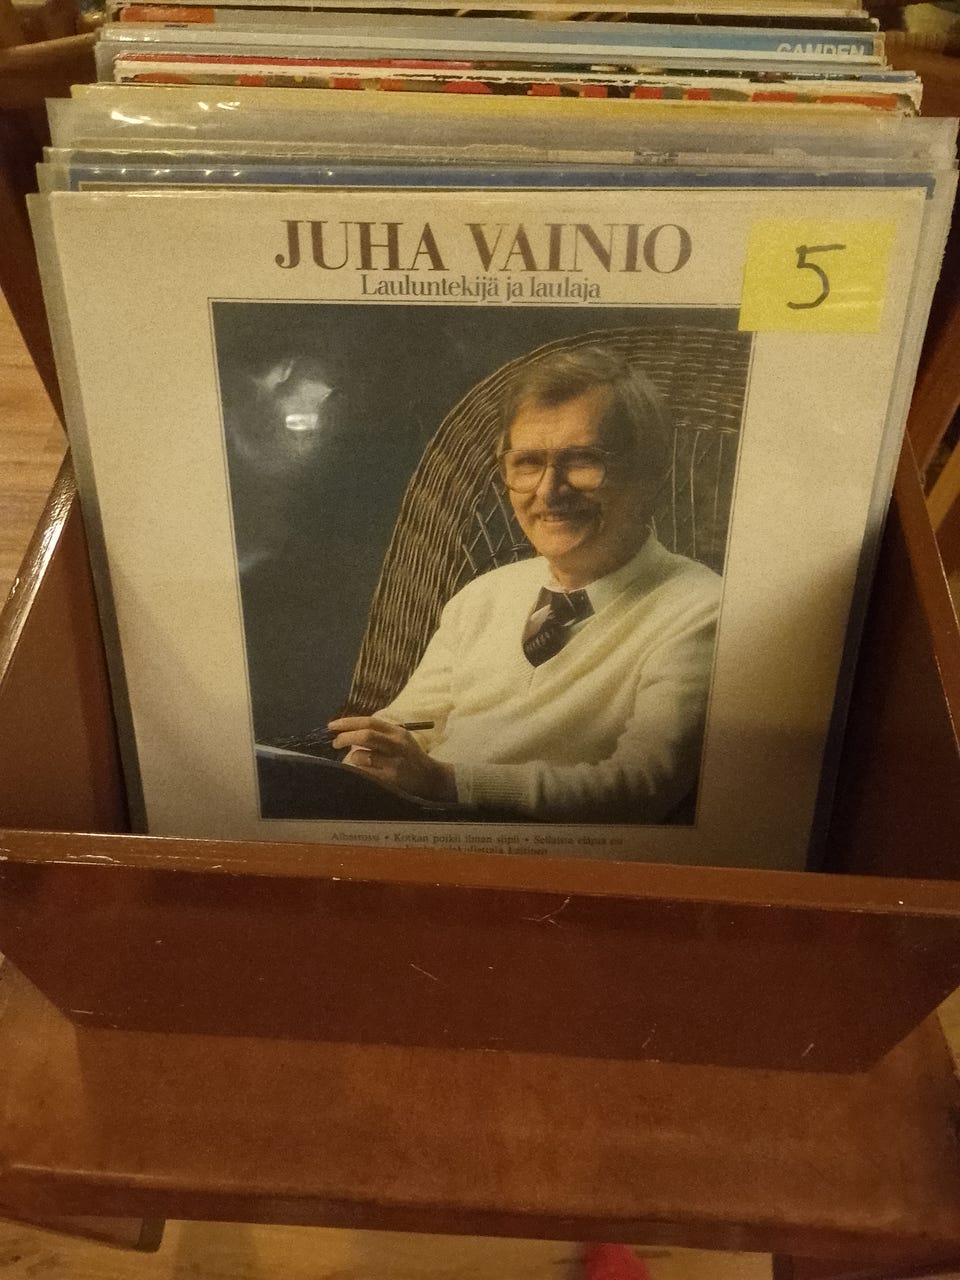 CAMDEN
JUHA VAINIO
Lauluntekijä ja laulaja
5
Albatrossi • Kotkan poikii ilman siipii • Sellaista elämä on